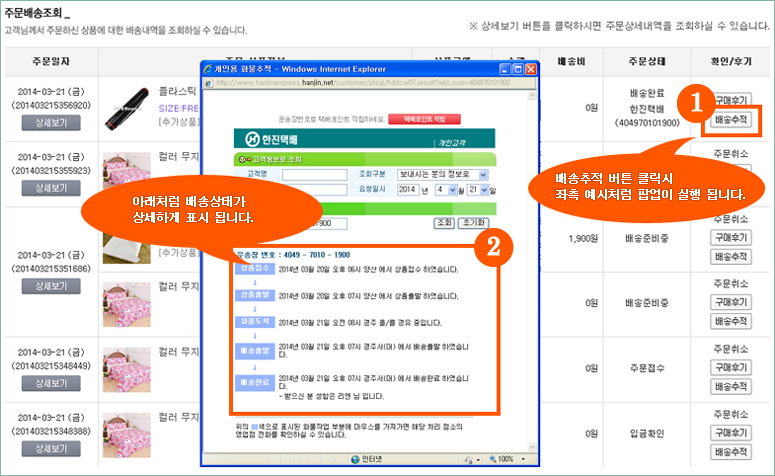 주문배송조회 _
고객님께서 주문하신 상품에 대한 배송내역을 조회하실 수 있습니다.
※ 상세보기 버튼을 클릭하시면 주문상세내역을 조회하실 수 있습니다.
주문일자
배송비
주문상태
확인/후기
2014-03-21 (금)
(201403215356920)
상세보기
플라스틱
SIZE:FRE
[추가상품]
0원
배송완료
한진택배
(404970101900)
구매후기
배송추적
1
배송추적 버튼 클릭시
좌측 예시처럼 팝업이 실행 됩니다.
2014-03-21 (금)
(201403215355923)
상세보기
컬러 무지
주문취소
2014-03-21 (금)
(201403215351686)
상세보기
[추가상품]
1,900원
배송준비중
주문취소
구매후기
배송추적
컬러 무지
0원
배송준비중
주문취소
구매후기
배송추적
2014-03-21 (금)
(201403215348449)
상세보기
컬러 무지
0원
주문접수
주문취소
구매후기
배송추적
2014-03-21 (금)
(201403215348388)
상세보기
컬러 무지
0원
입금확인
주문취소
구매후기
배송추적
개인용 화물추적 - Windows Internet Explorer
http://www.hanjinexpress.hanjin.net/customer/plsql/hddcw07.result?wbl_num=404970101900
운송장번호로 택배포인트 적립하세요.
택배포인트 적립
한진택배
개인고객
고객정보로 조회
고객명
조회구분
보내시는 분의 정보로
요청일시
2014 년 4 월 21 일
1900
조회
초기화
아래처럼 배송상태가
상세하게 표시 됩니다.
2
운송장 번호 : 4049 - 7010 - 1900
상품접수
2014년 03월 20일 오후 06시 양산 에서 상품접수 하였습니다.
↓
상품출발
2014년 03월 20일 오후 07시 양산 에서 상품출발 하였습니다.
↓
화물도착
2014년 03월 21일 오전 08시 경주 을/를 경유 중입니다.
↓
배송출발
2014년 03월 21일 오후 07시 경주서(대) 에서 배송출발 하였습니
다.
↓
배송완료
2014년 03월 21일 오후 07시 경주서(대) 에서 배송완료 하였습니
다.
- 받으신 분 성함은 리엔 님 입니다.
위의 색으로 표시된 화물작업 부분에 마우스를 가져가면 해당 처리 점소의
영업점 전화를 확인하실 수 있습니다.
인터넷
100%